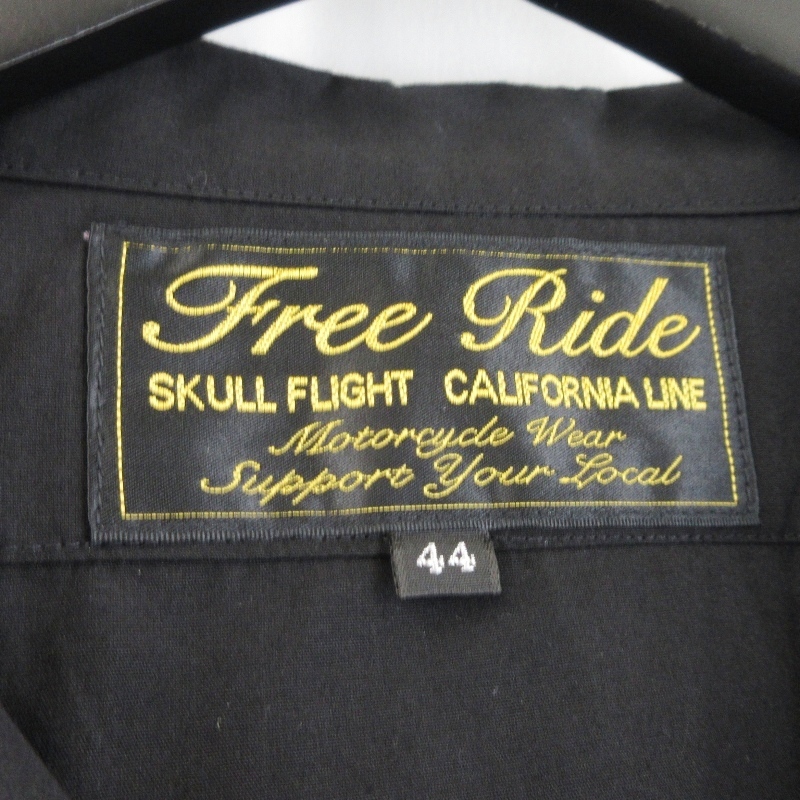 Free Ride
SKULL FLIGHT CALIFORNIA LINE
Motorcycle Wear
Support Your Local
44